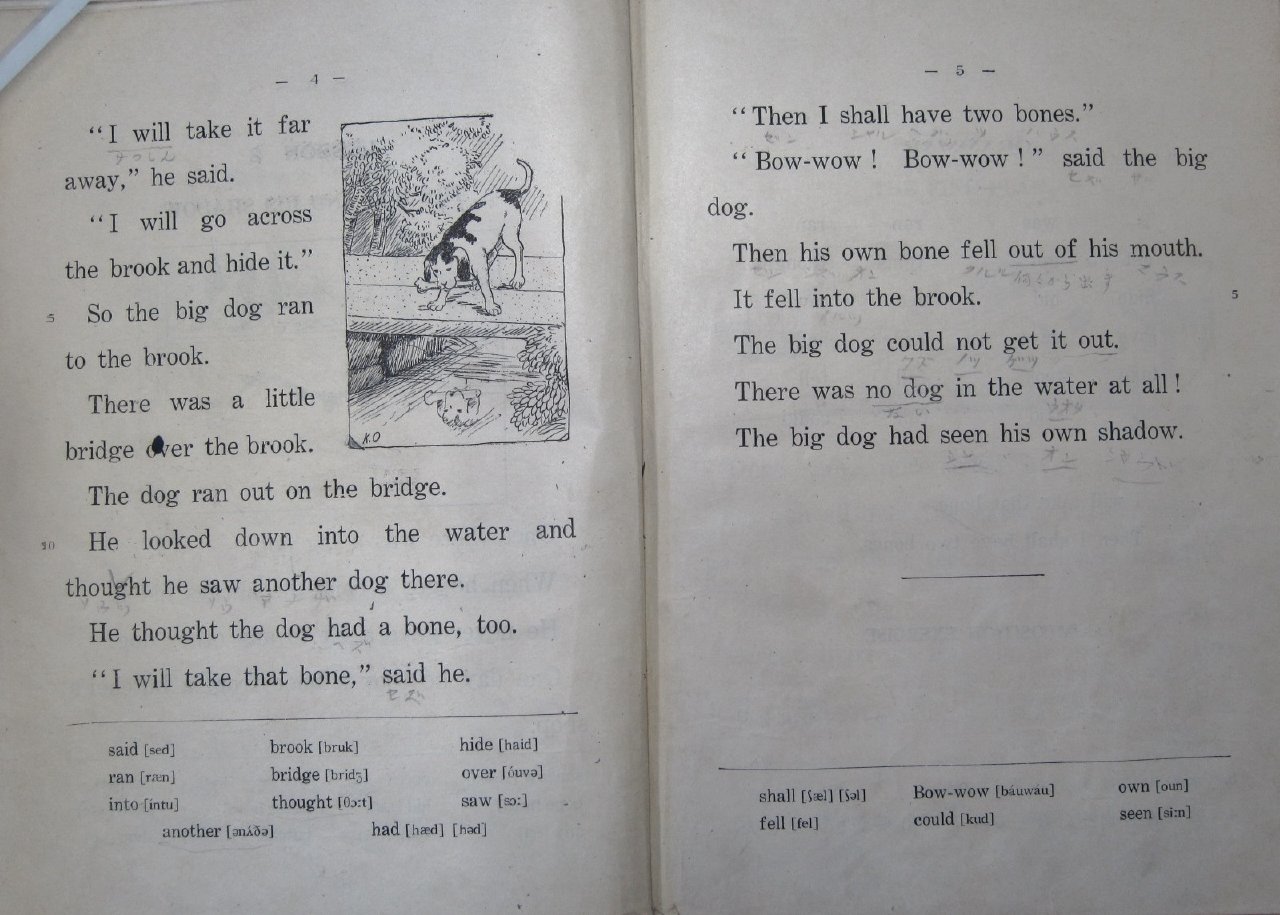 — 4 —
“I will take it far
away,” he said.
“I will go across
the brook and hide it.”
5 So the big dog ran
to the brook.
There was a little
bridge over the brook.
The dog ran out on the bridge.
10 He looked down into the water and
thought he saw another dog there.
He thought the dog had a bone, too.
“I will take that bone,” said he.
K.O
said [sed] brook [bruk] hide [haid]
ran [ræn] bridge [bridʒ] over [óuvə]
into [íntu] thought [θɔ:t] saw [sɔ:]
another [ənʌ́ðə] had [hæd] [həd]
— 5 —
“Then I shall have two bones.”
“Bow-wow! Bow-wow!” said the big
dog.
Then his own bone fell out of his mouth.
It fell into the brook. 5
The big dog could not get it out.
There was no dog in the water at all!
The big dog had seen his own shadow.
shall [ʃæl] [ʃəl] Bow-wow [báuwáu] own [oun]
fell [fel] could [kud] seen [si:n]